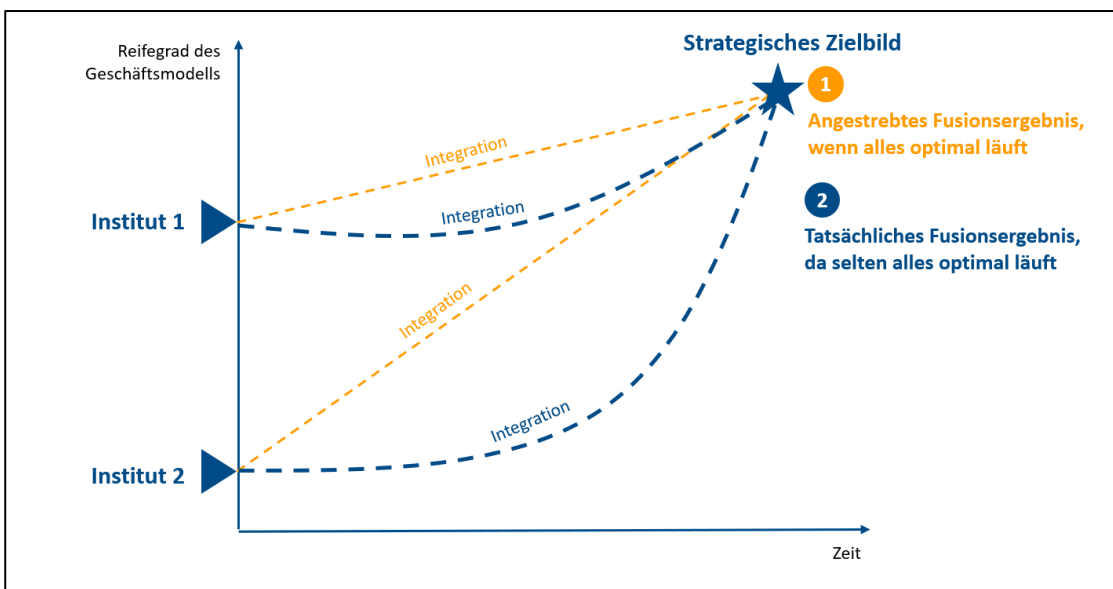 Reifegrad des
Geschäftsmodells
Strategisches Zielbild
1
Angestrebtes Fusionsergebnis,
wenn alles optimal läuft
Integration
Institut 1
Integration
2
Tatsächliches Fusionsergebnis,
da selten alles optimal läuft
Integration
Integration
Institut 2
Zeit